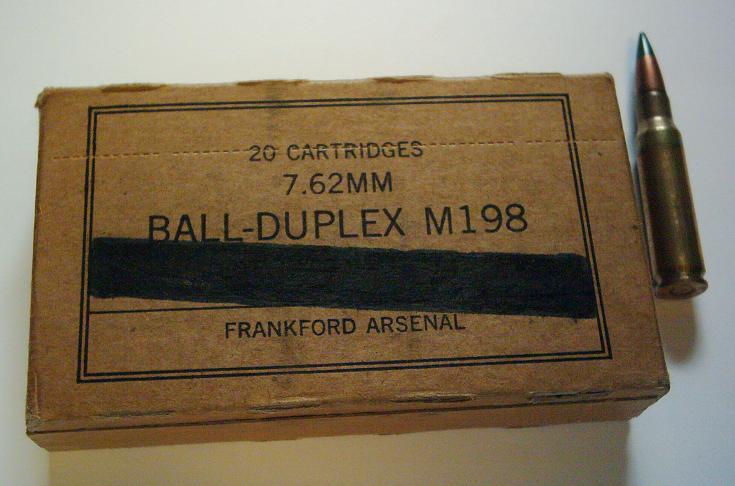 20 CARTRIDGES
7.62MM
BALL-DUPLEX M198
FRANKFORD ARSENAL